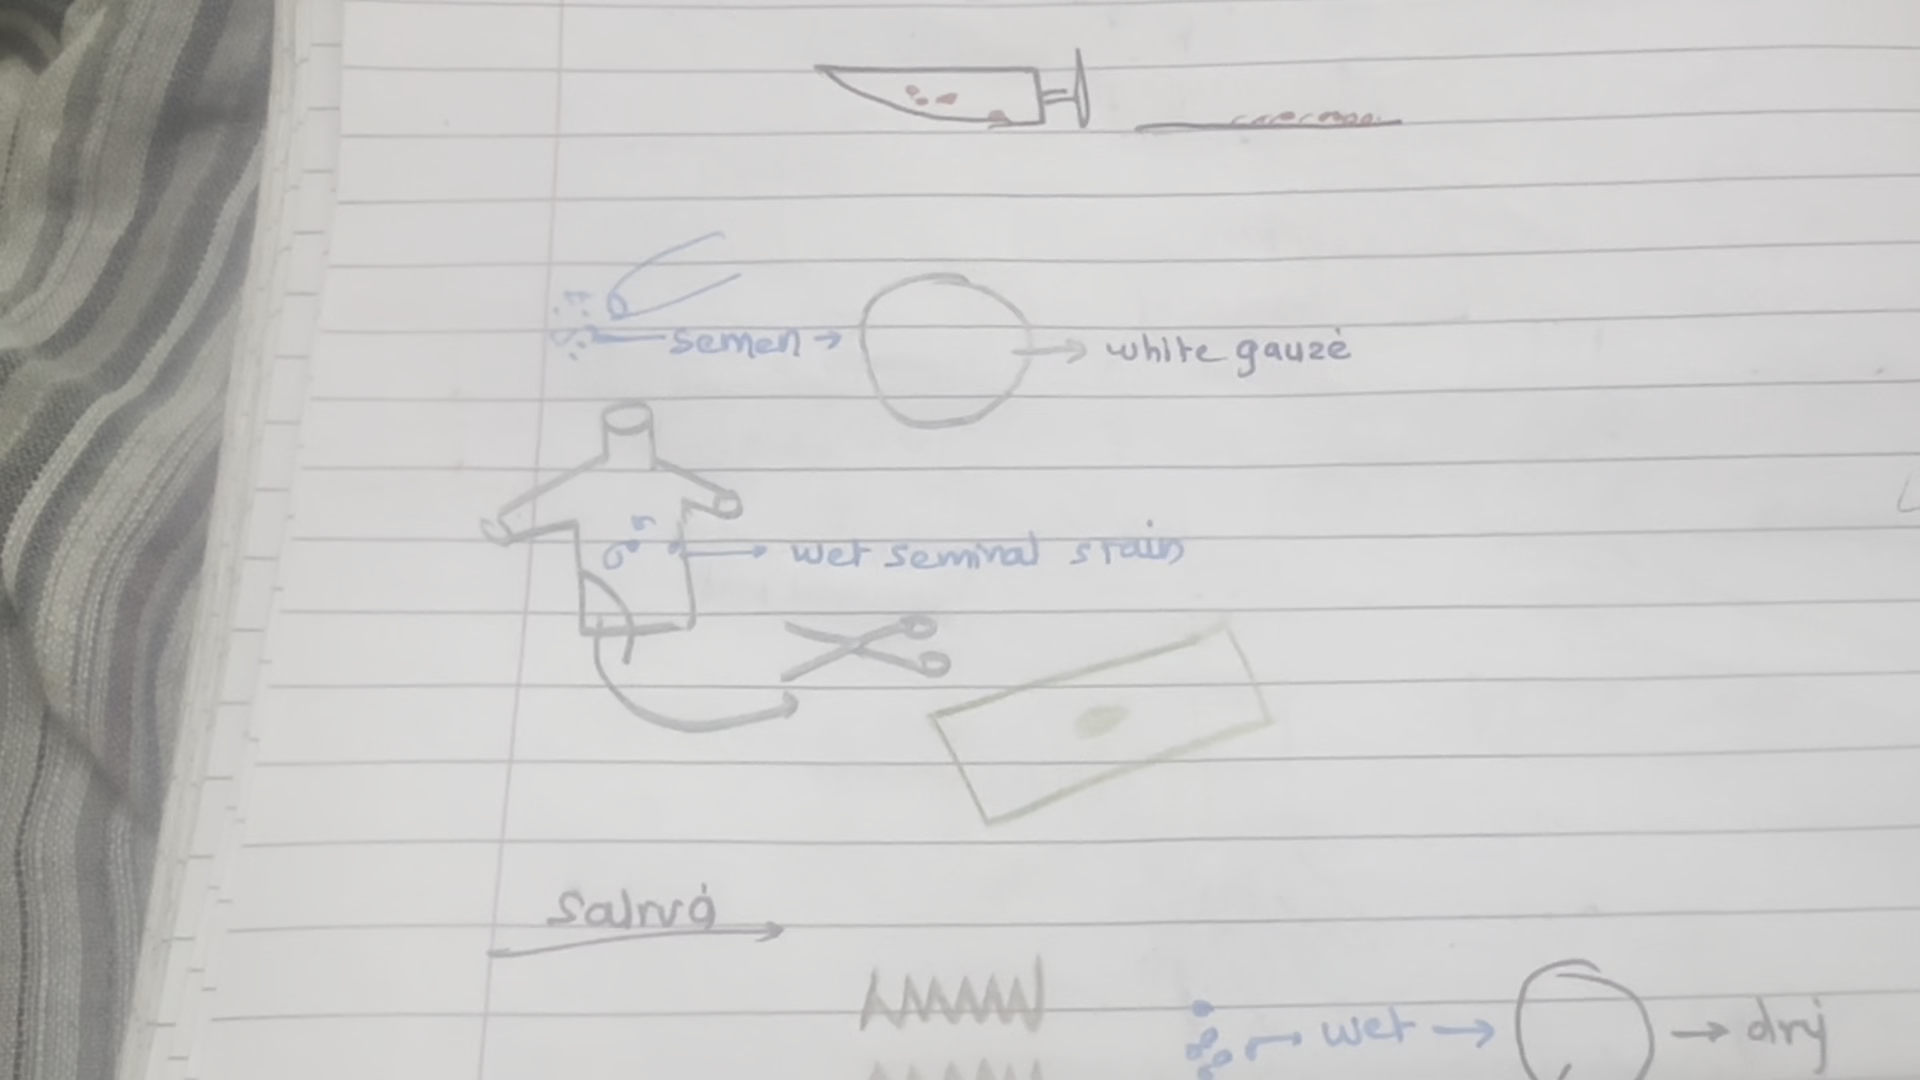 semen → white gauze
wet seminal stain
Saliva
wet → dry